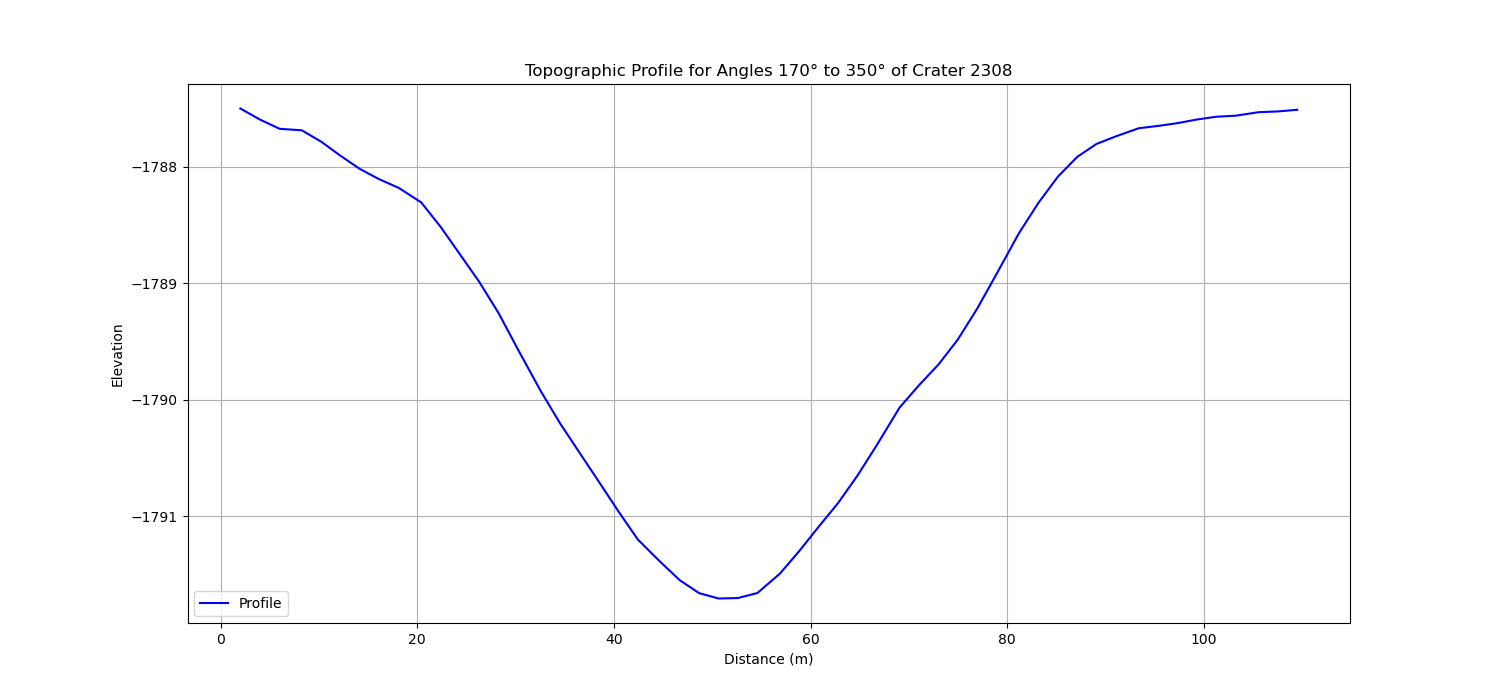 Topographic Profile for Angles 170° to 350° of Crater 2308
−1788
−1789
−1790
−1791
Elevation
Profile
0 20 40 60 80 100
Distance (m)